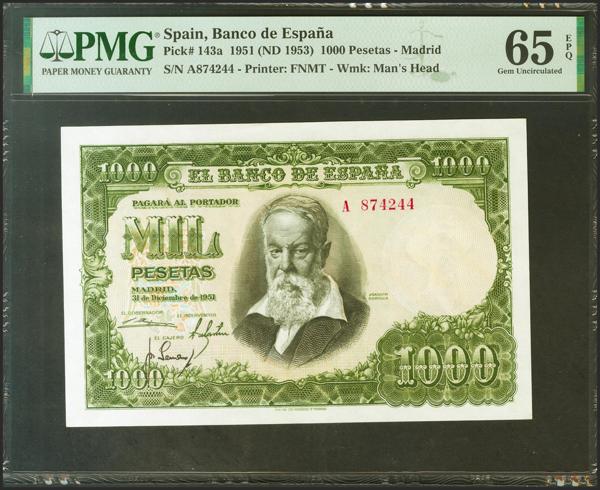 PMG
PAPER MONEY GUARANTY
Spain, Banco de España
Pick# 143a 1951 (ND 1953) 1000 Pesetas - Madrid
S/N A874244 - Printer: FNMT - Wmk: Man's Head
65 EPQ
Gem Uncirculated
1000 EL BANCO DE ESPAÑA 1000
PAGARÁ AL PORTADOR
A 874244
MIL
PESETAS
MADRID,
31 de Diciembre de 1951
JOAQUIN
SOROLLA
EL GOBERNADOR EL INTERVENTOR
EL CAJERO
1000 1000